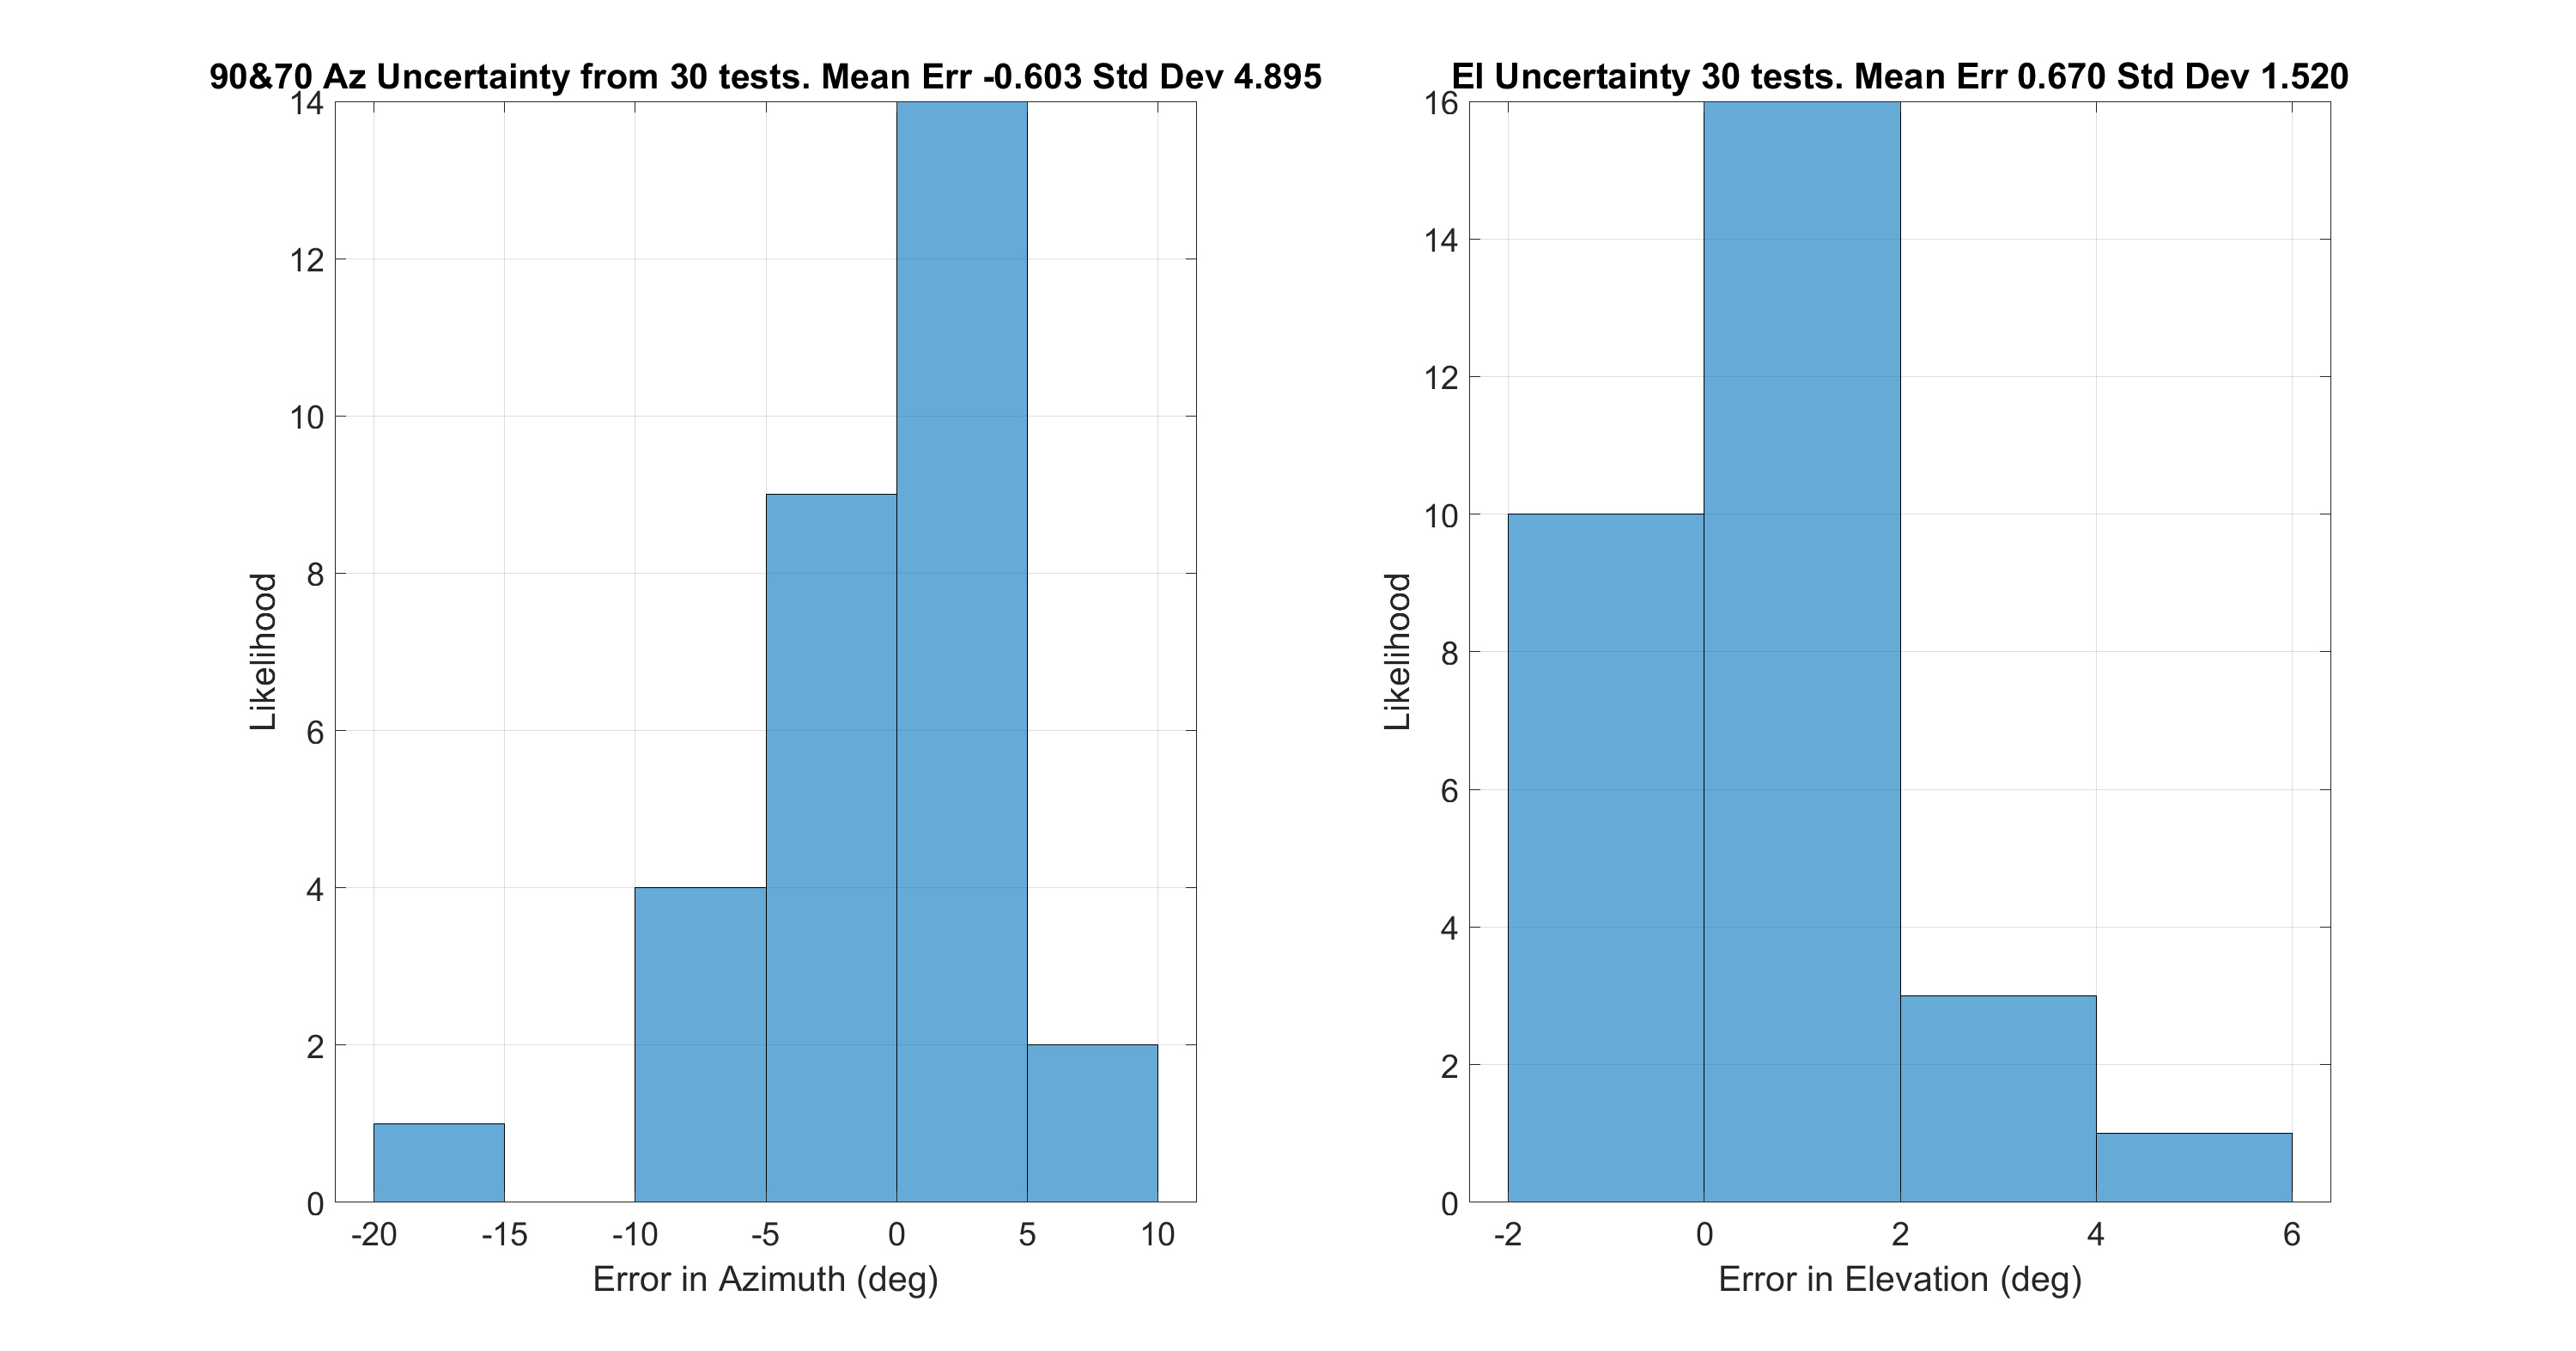 90&70 Az Uncertainty from 30 tests. Mean Err -0.603 Std Dev 4.895
14
12
10
8
6
4
2
0
Likelihood
-20 -15 -10 -5 0 5 10
Error in Azimuth (deg)
El Uncertainty 30 tests. Mean Err 0.670 Std Dev 1.520
16
14
12
10
8
6
4
2
0
Likelihood
-2 0 2 4 6
Error in Elevation (deg)